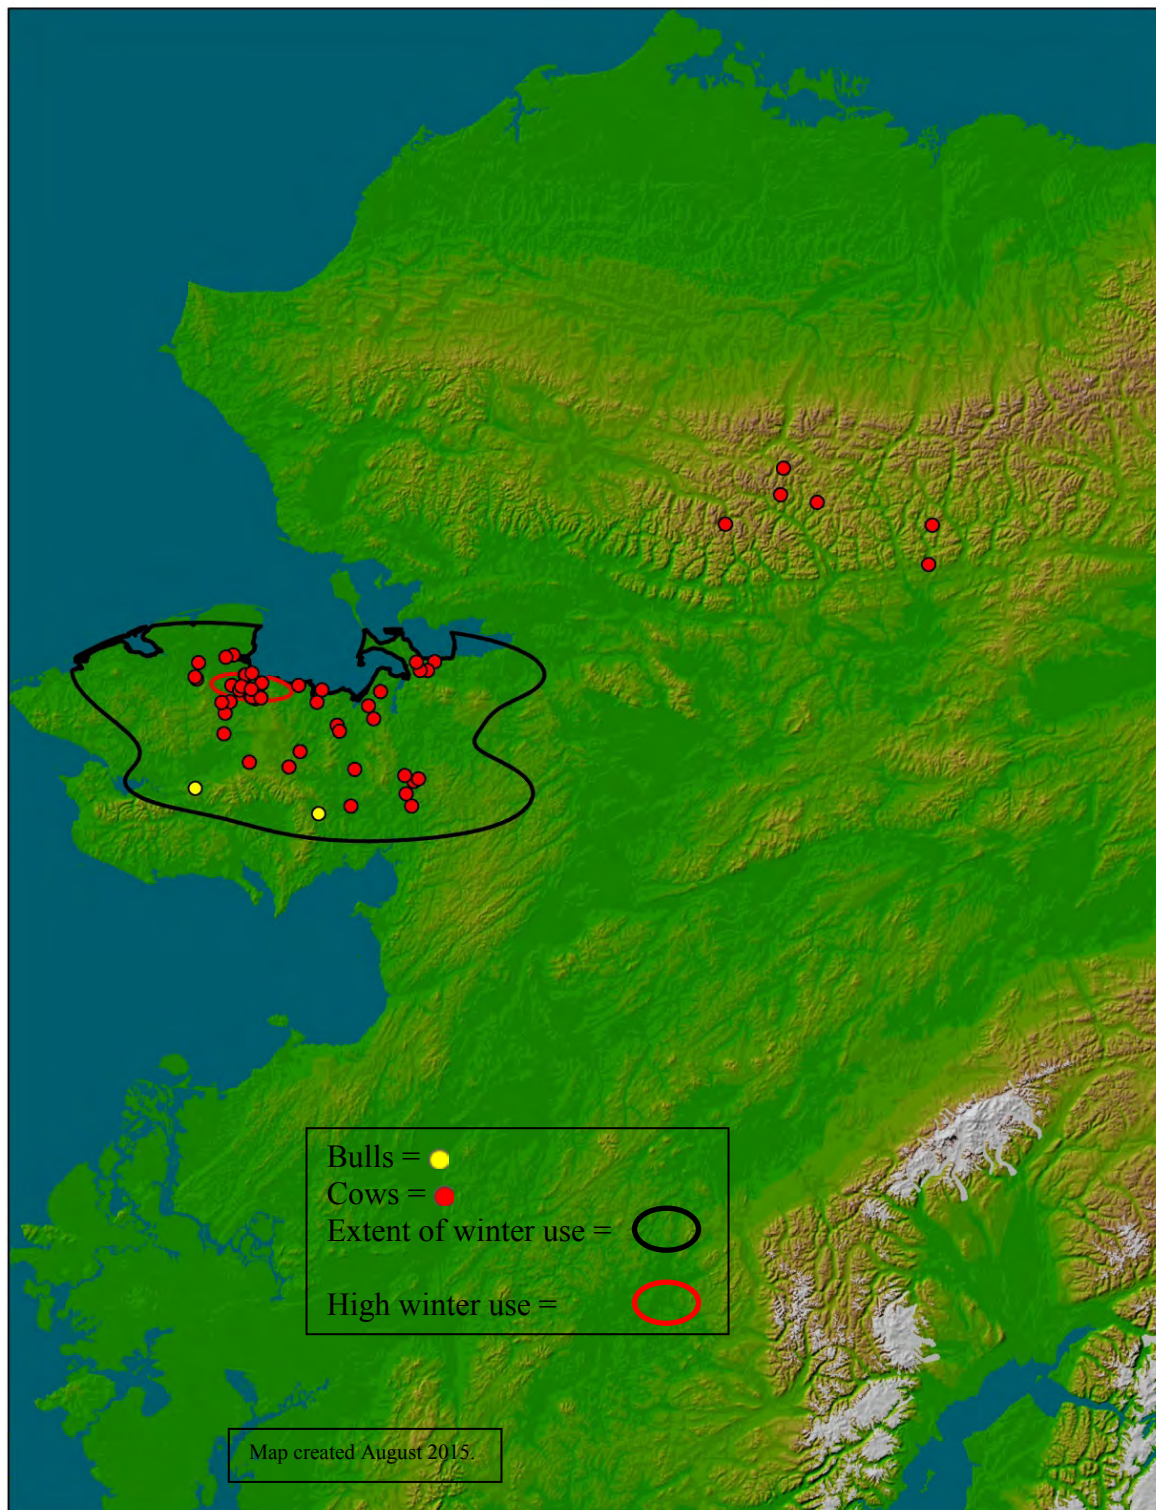 Bulls =
Cows =
Extent of winter use =
High winter use =
Map created August 2015.